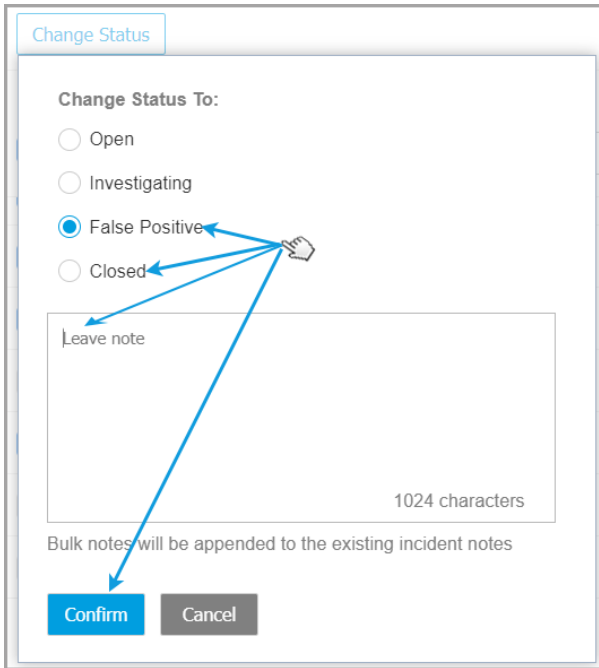 Change Status
Change Status To:
Open
Investigating
False Positive
Closed
Leave note
1024 characters
Bulk notes will be appended to the existing incident notes
Confirm
Cancel